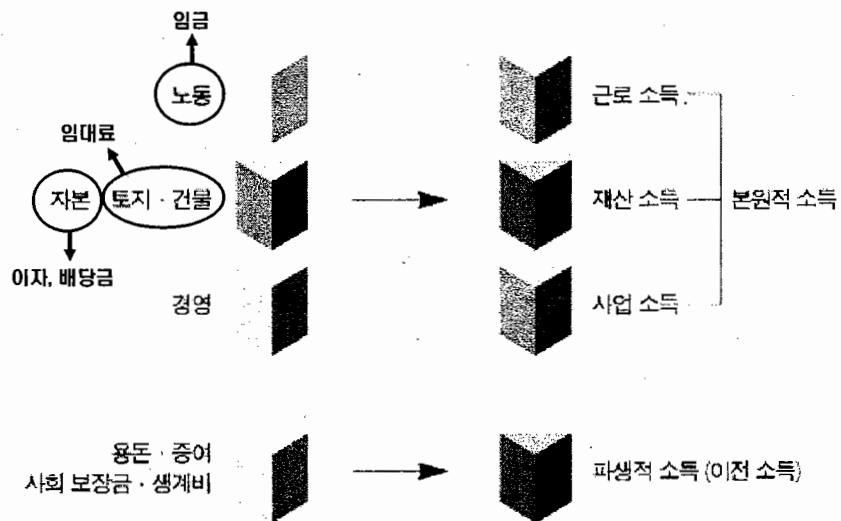 임금
노동
근로 소득
임대료
자본 토지 · 건물
재산 소득
본원적 소득
이자, 배당금
경영
사업 소득
용돈 · 증여
사회 보장금 · 생계비
파생적 소득 (이전 소득)